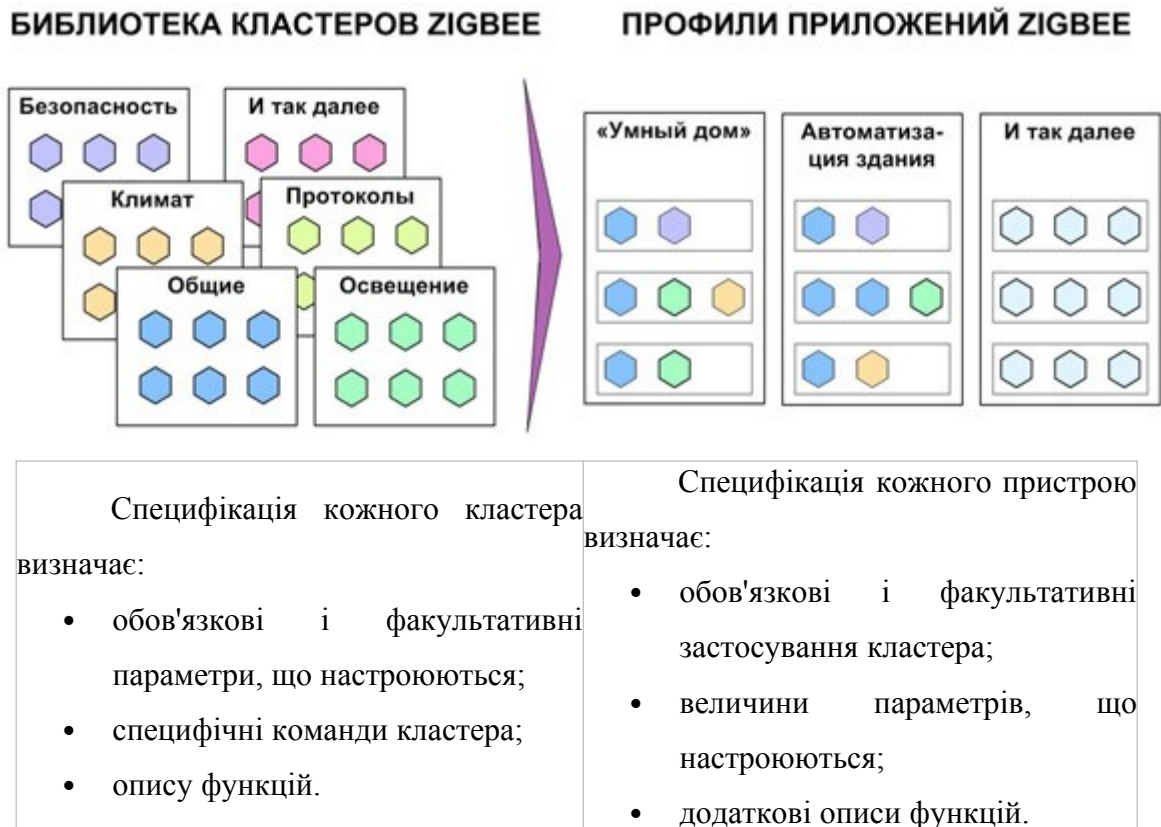 БИБЛИОТЕКА КЛАСТЕРОВ ZIGBEE
ПРОФИЛИ ПРИЛОЖЕНИЙ ZIGBEE
Безопасность
И так далее
Климат
Протоколы
Общие
Освещение
«Умный дом»
Автоматиза-
ция здания
И так далее
Специфікація кожного кластера
визначає:
• обов'язкові і факультативні
параметри, що настроюються;
• специфічні команди кластера;
• опису функцій.
Специфікація кожного пристрою
визначає:
• обов'язкові і факультативні
застосування кластера;
• величини параметрів, що
настроюються;
• додаткові описи функцій.